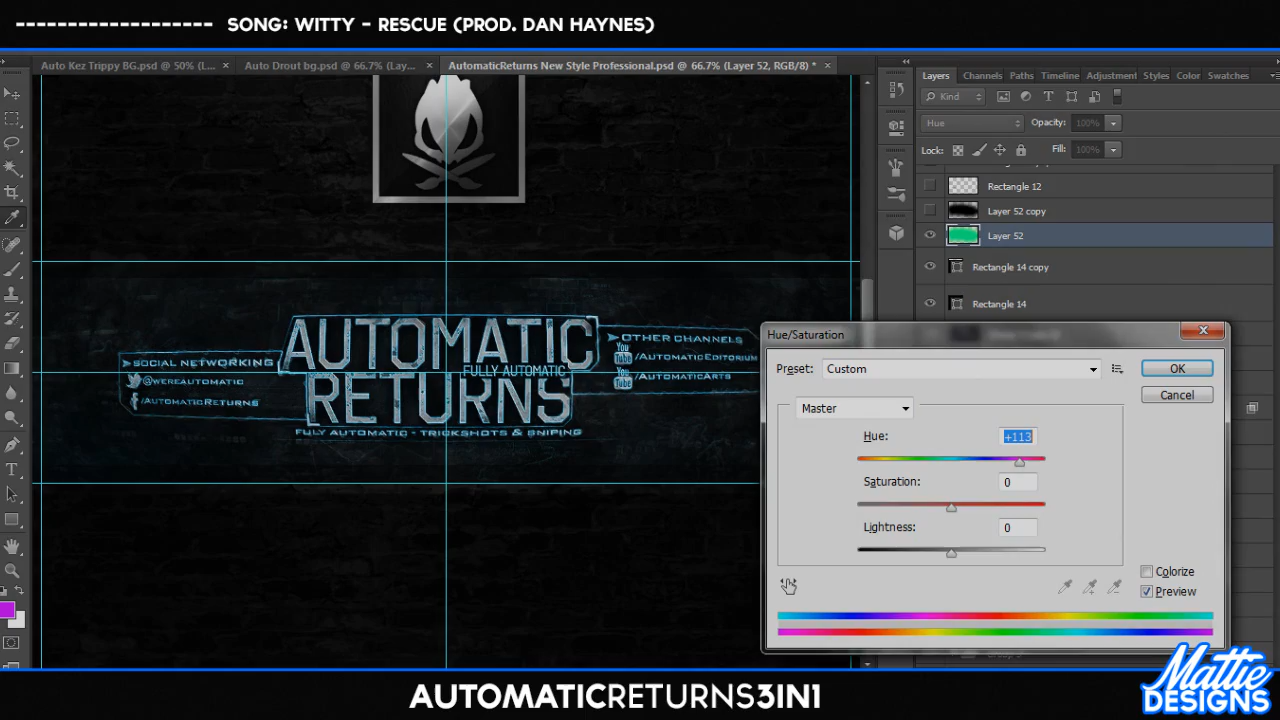 -------------------- SONG: WITTY - RESCUE (PROD. DAN HAYNES)
Auto Kez Trippy BG.psd @ 50% (L... ×
Auto Drout bg.psd @ 66.7% (Lay... ×
AutomaticReturns New Style Professional.psd @ 66.7% (Layer 52, RGB/8) * ×
Layers Channels Paths Timeline Adjustment Styles Color Swatches
Kind
Hue Opacity: 100%
Lock: Fill: 100%
Rectangle 12
Layer 52 copy
Layer 52
Rectangle 14 copy
Rectangle 14
AUTOMATIC
FULLY AUTOMATIC
RETURNS
FULLY AUTOMATIC - TRICKSHOTS & SNIPING
SOCIAL NETWORKING
@WEREAUTOMATIC
/AUTOMATICRETURNS
OTHER CHANNELS
You Tube /AUTOMATICEDITORIUM
You Tube /AUTOMATICARTS
Hue/Saturation
Preset: Custom
OK
Cancel
Master
Hue: +113
Saturation: 0
Lightness: 0
Colorize
Preview
AUTOMATICRETURNS3IN1
Mattie
DESIGNS